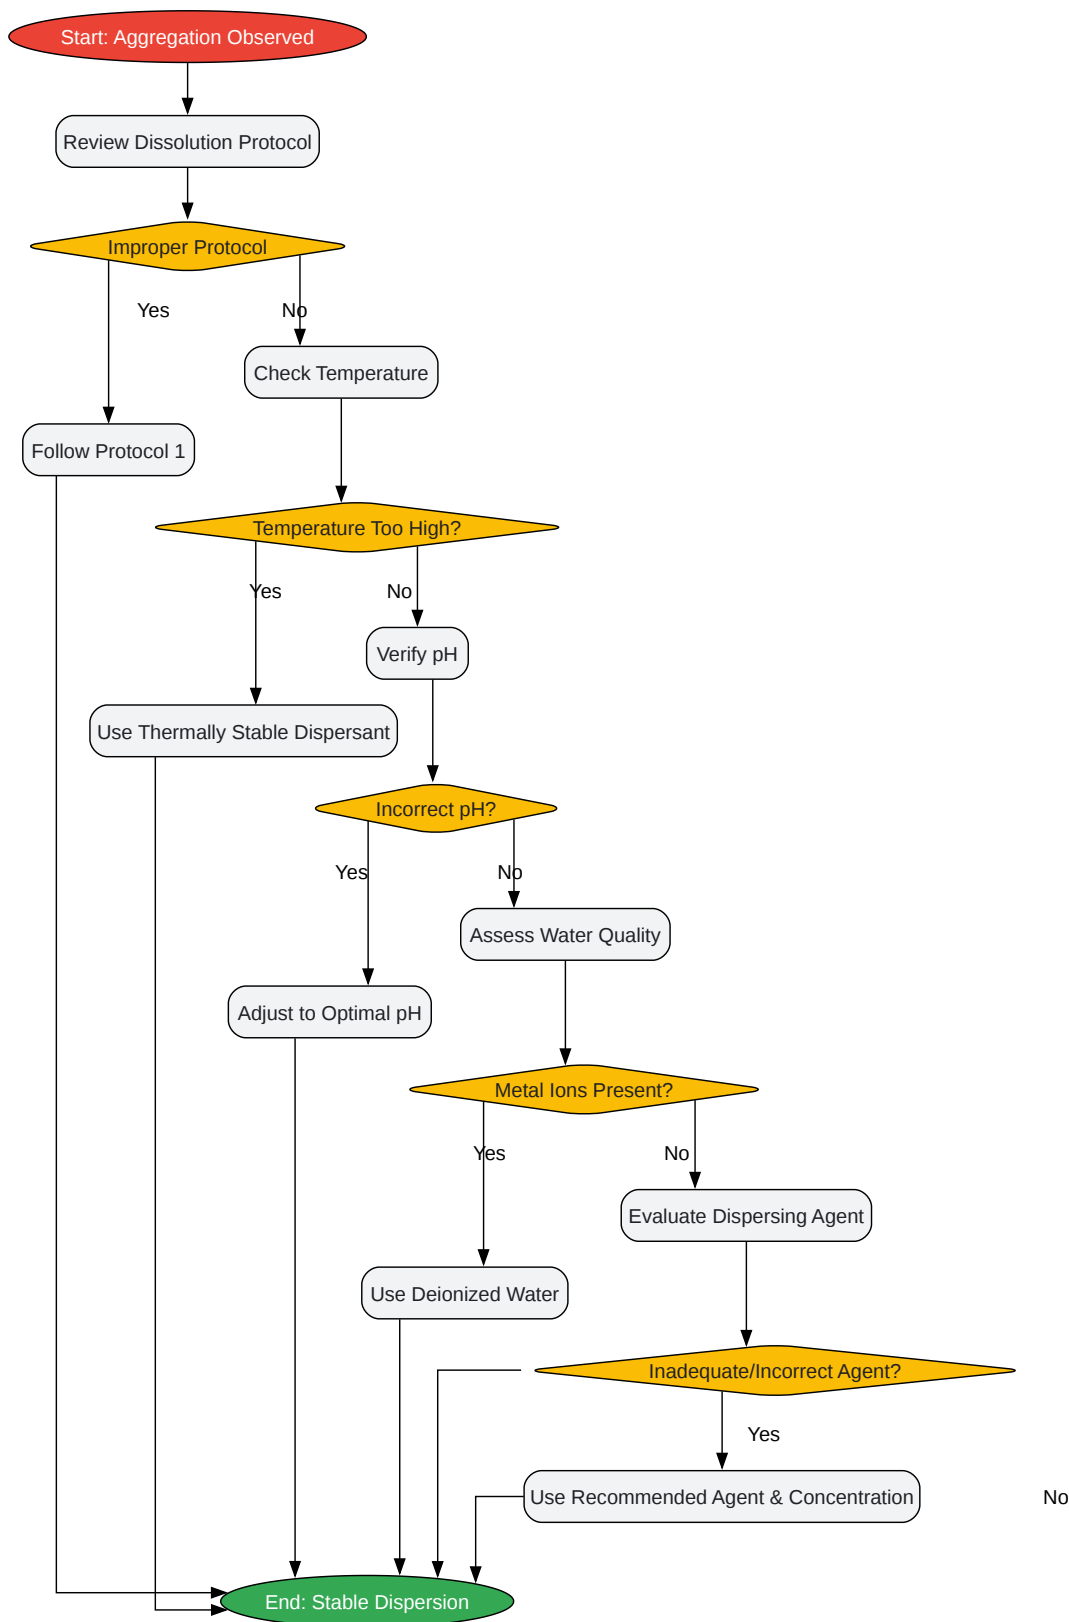 Start: Aggregation Observed
Review Dissolution Protocol
Improper Protocol
Yes
No
Check Temperature
Follow Protocol 1
Temperature Too High?
Yes
No
Verify pH
Use Thermally Stable Dispersant
Incorrect pH?
Yes
No
Assess Water Quality
Adjust to Optimal pH
Metal Ions Present?
Yes
No
Evaluate Dispersing Agent
Use Deionized Water
Inadequate/Incorrect Agent?
Yes
Use Recommended Agent & Concentration
No
End: Stable Dispersion